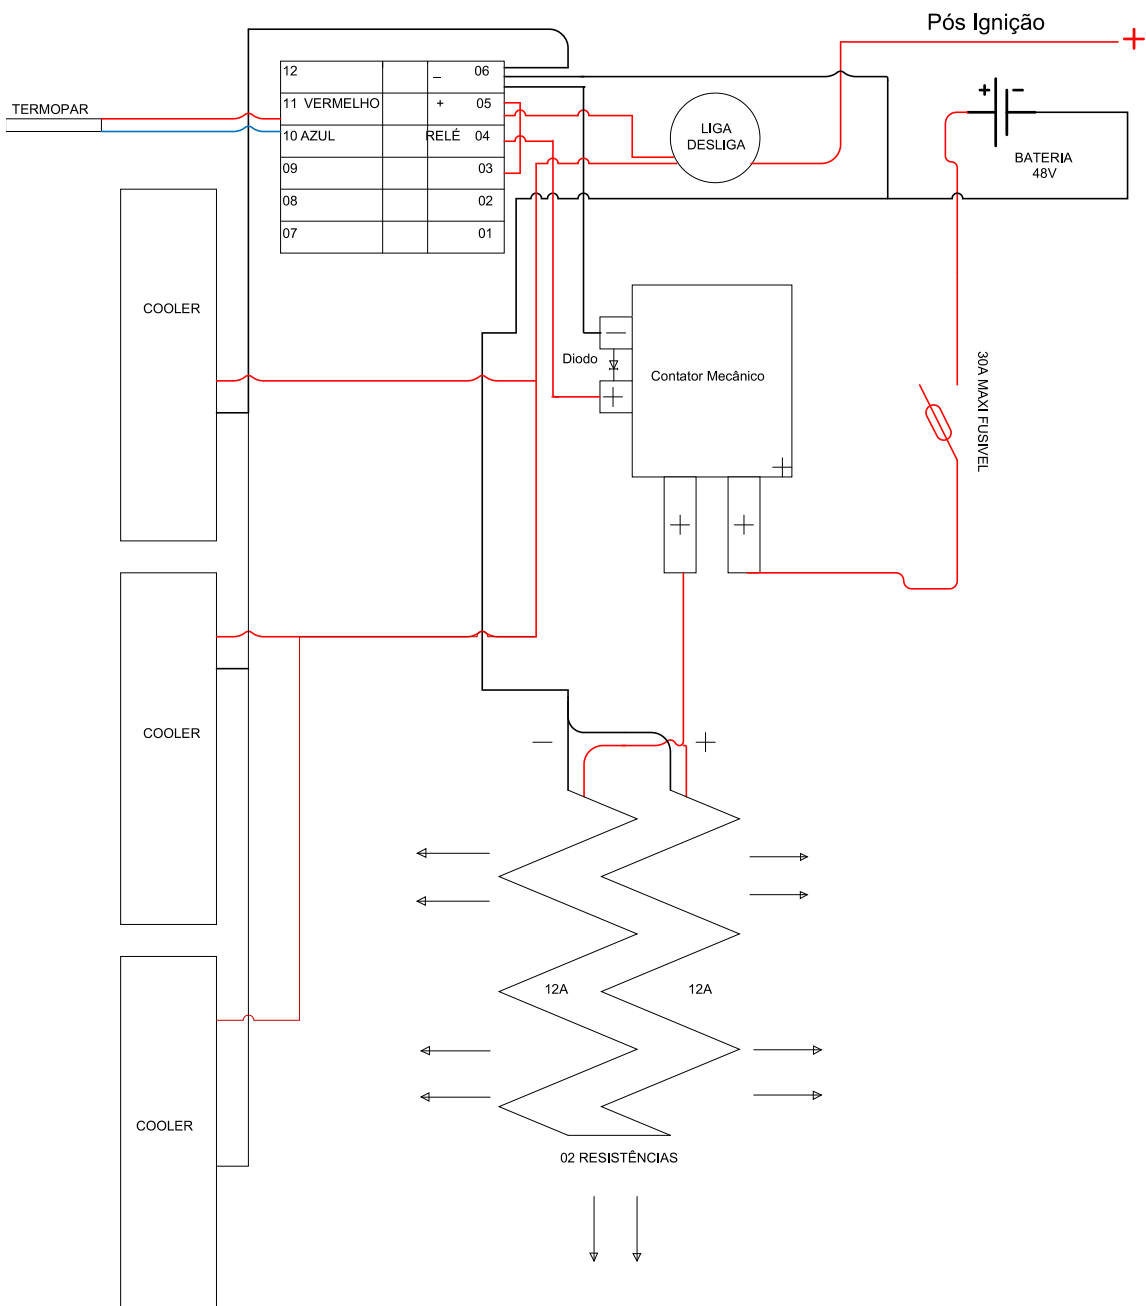 Pós Ignição
+
12
_ 06
11 VERMELHO
+ 05
TERMOPAR
10 AZUL
RELÉ 04
LIGA
DESLIGA
+ -
BATERIA
48V
09
03
08
02
07
01
COOLER
Diodo
Contator Mecânico
30A MAXI FUSIVEL
COOLER
12A
12A
COOLER
02 RESISTÊNCIAS